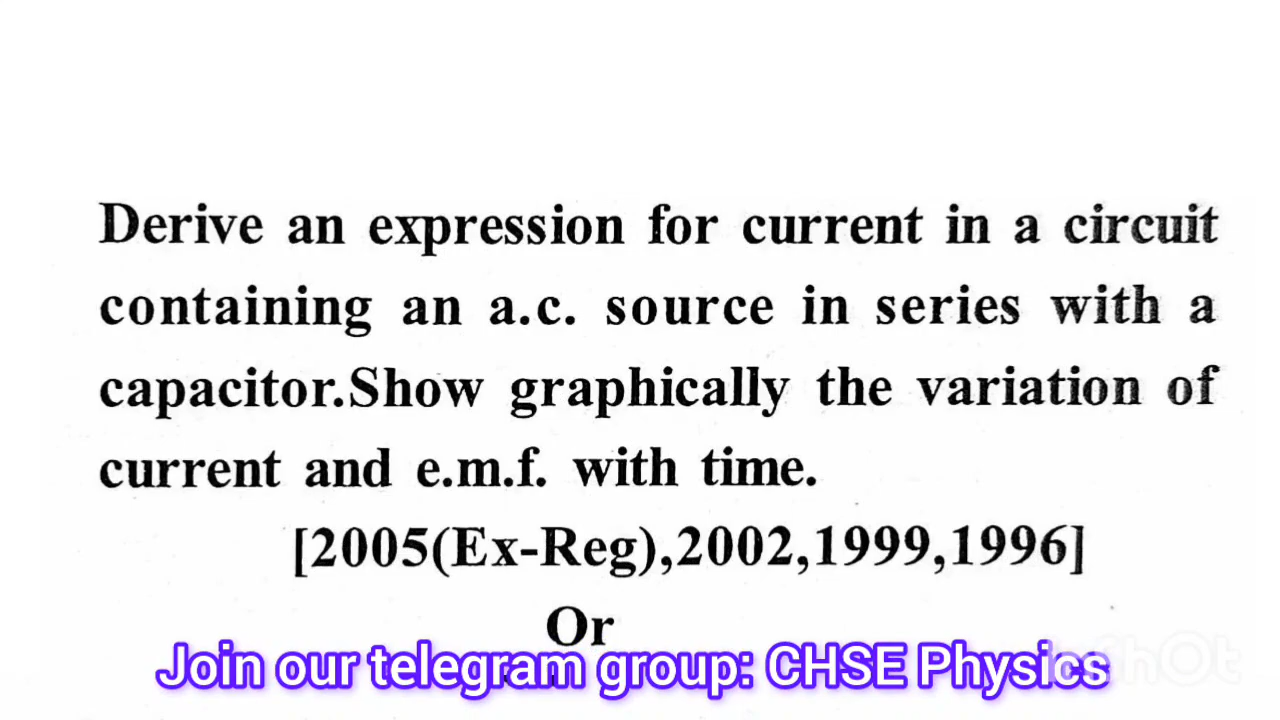 Derive an expression for current in a circuit
containing an a.c. source in series with a
capacitor.Show graphically the variation of
current and e.m.f. with time.
[2005(Ex-Reg),2002,1999,1996]
Or
Join our telegram group: CHSE Physics